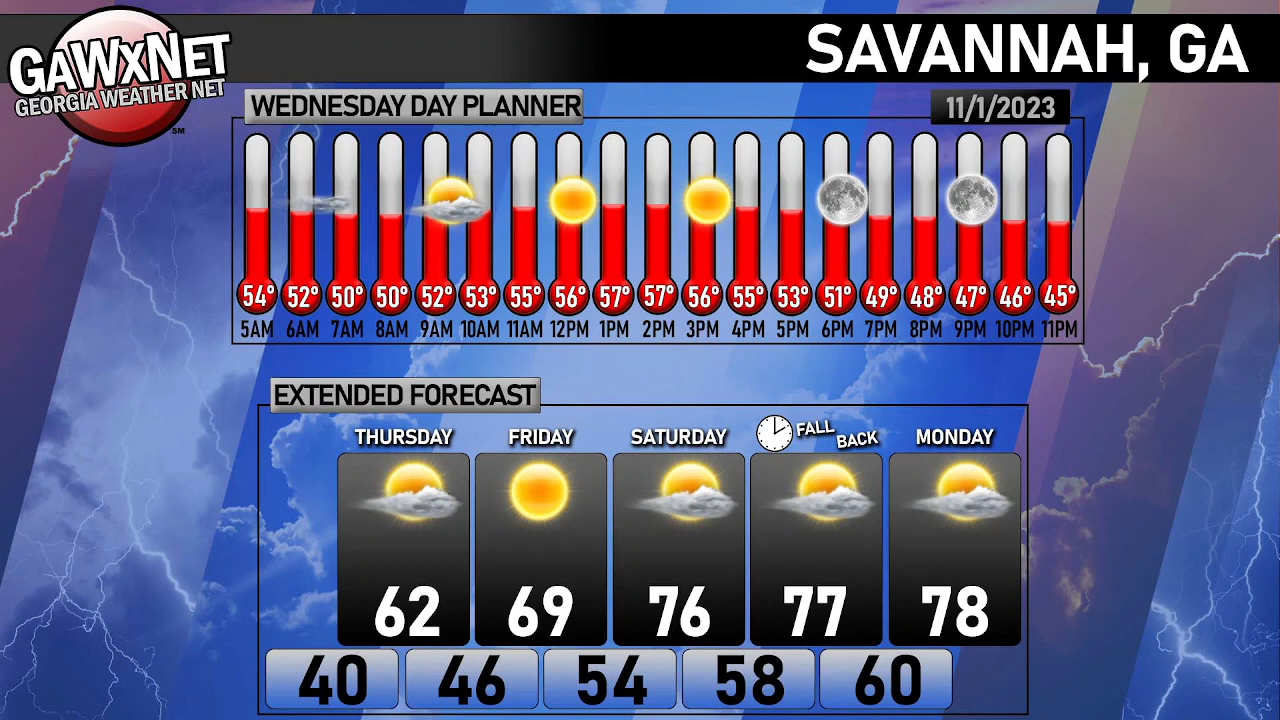 GAWxNET
GEORGIA WEATHER NET
SM
SAVANNAH, GA
WEDNESDAY DAY PLANNER
11/1/2023
54° 52° 50° 50° 52° 53° 55° 56° 57° 57° 56° 55° 53° 51° 49° 48° 47° 46° 45°
5AM 6AM 7AM 8AM 9AM 10AM 11AM 12PM 1PM 2PM 3PM 4PM 5PM 6PM 7PM 8PM 9PM 10PM 11PM
EXTENDED FORECAST
THURSDAY FRIDAY SATURDAY FALL BACK MONDAY
62 69 76 77 78
40 46 54 58 60